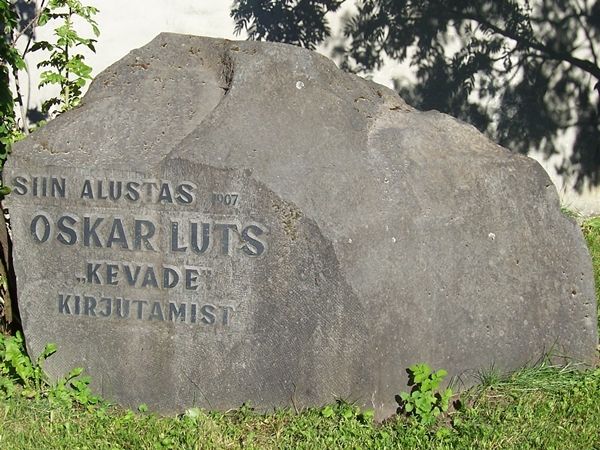 SIIN ALUSTAS 1907.
OSKAR LUTS
„KEVADE"
KIRJUTAMIST